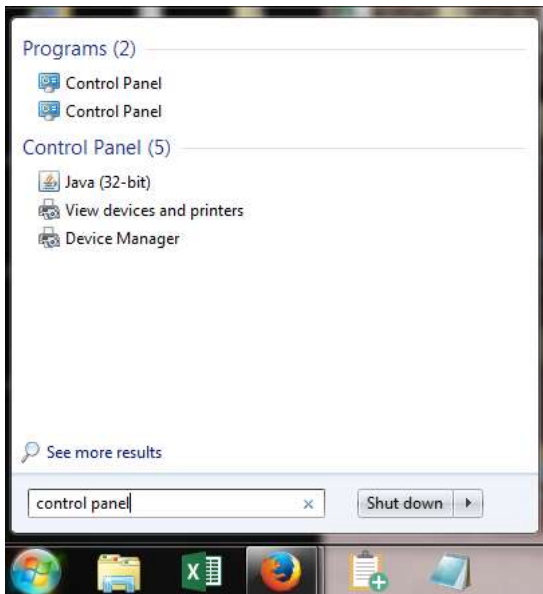 Programs (2)
Control Panel
Control Panel
Control Panel (5)
Java (32-bit)
View devices and printers
Device Manager
See more results
control panel
Shut down